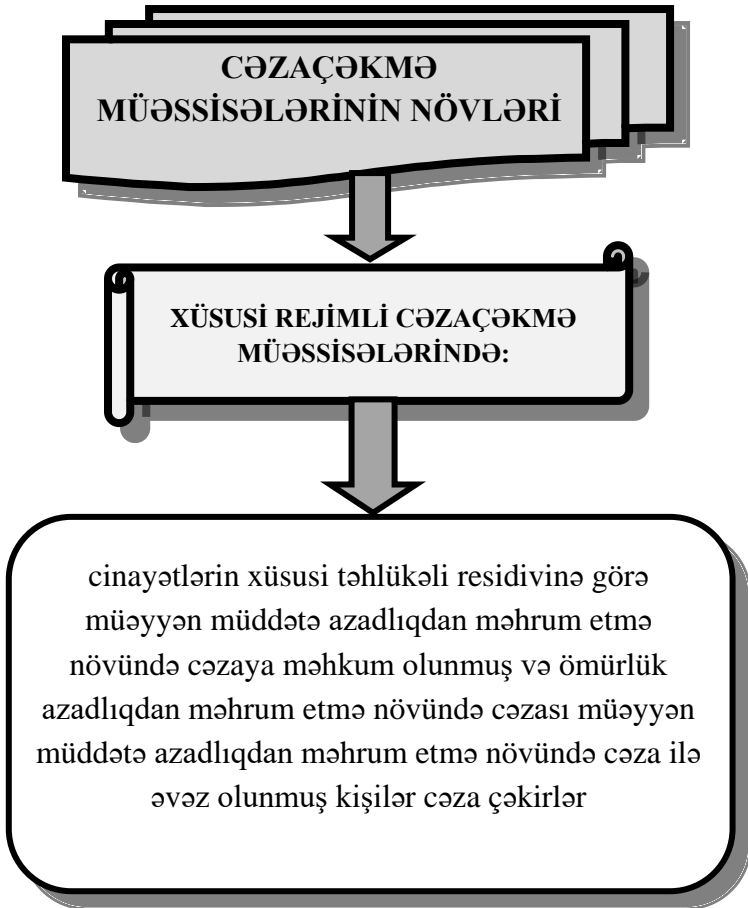 CƏZAÇƏKMƏ
MÜƏSSİSƏLƏRİNİN NÖVLƏRİ
XÜSUSİ REJİMLİ CƏZAÇƏKMƏ
MÜƏSSİSƏLƏRİNDƏ:
cinayətlərin xüsusi təhlükəli residivinə görə
müəyyən müddətə azadlıqdan məhrum etmə
növündə cəzaya məhkum olunmuş və ömürlük
azadlıqdan məhrum etmə növündə cəzası müəyyən
müddətə azadlıqdan məhrum etmə növündə cəza ilə
əvəz olunmuş kişilər cəza çəkirlər